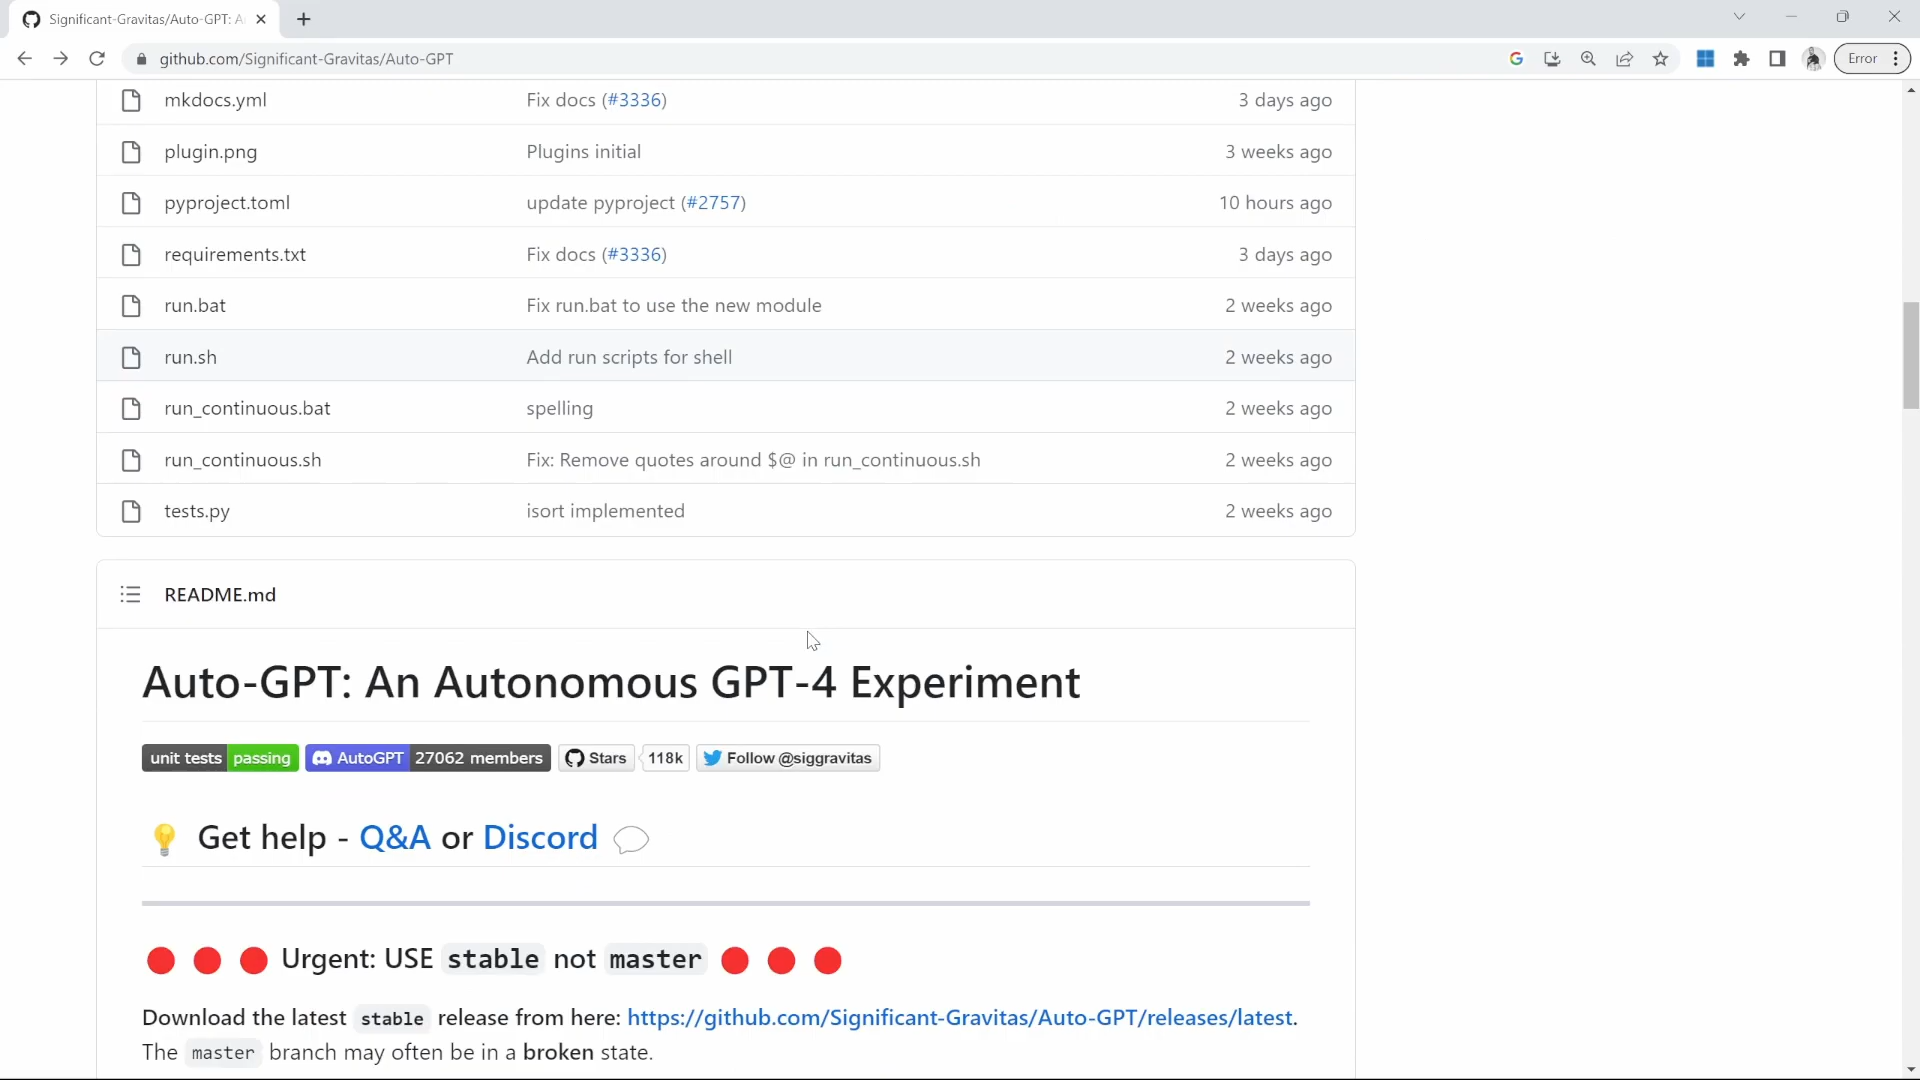 Significant-Gravitas/Auto-GPT: A
github.com/Significant-Gravitas/Auto-GPT
Error
mkdocs.yml Fix docs (#3336) 3 days ago
plugin.png Plugins initial 3 weeks ago
pyproject.toml update pyproject (#2757) 10 hours ago
requirements.txt Fix docs (#3336) 3 days ago
run.bat Fix run.bat to use the new module 2 weeks ago
run.sh Add run scripts for shell 2 weeks ago
run_continuous.bat spelling 2 weeks ago
run_continuous.sh Fix: Remove quotes around $@ in run_continuous.sh 2 weeks ago
tests.py isort implemented 2 weeks ago
README.md
Auto-GPT: An Autonomous GPT-4 Experiment
unit tests passing AutoGPT 27062 members Stars 118k Follow @siggravitas
💡 Get help - Q&A or Discord 💬
🔴 🔴 🔴 Urgent: USE stable not master 🔴 🔴 🔴
Download the latest stable release from here: https://github.com/Significant-Gravitas/Auto-GPT/releases/latest.
The master branch may often be in a broken state.